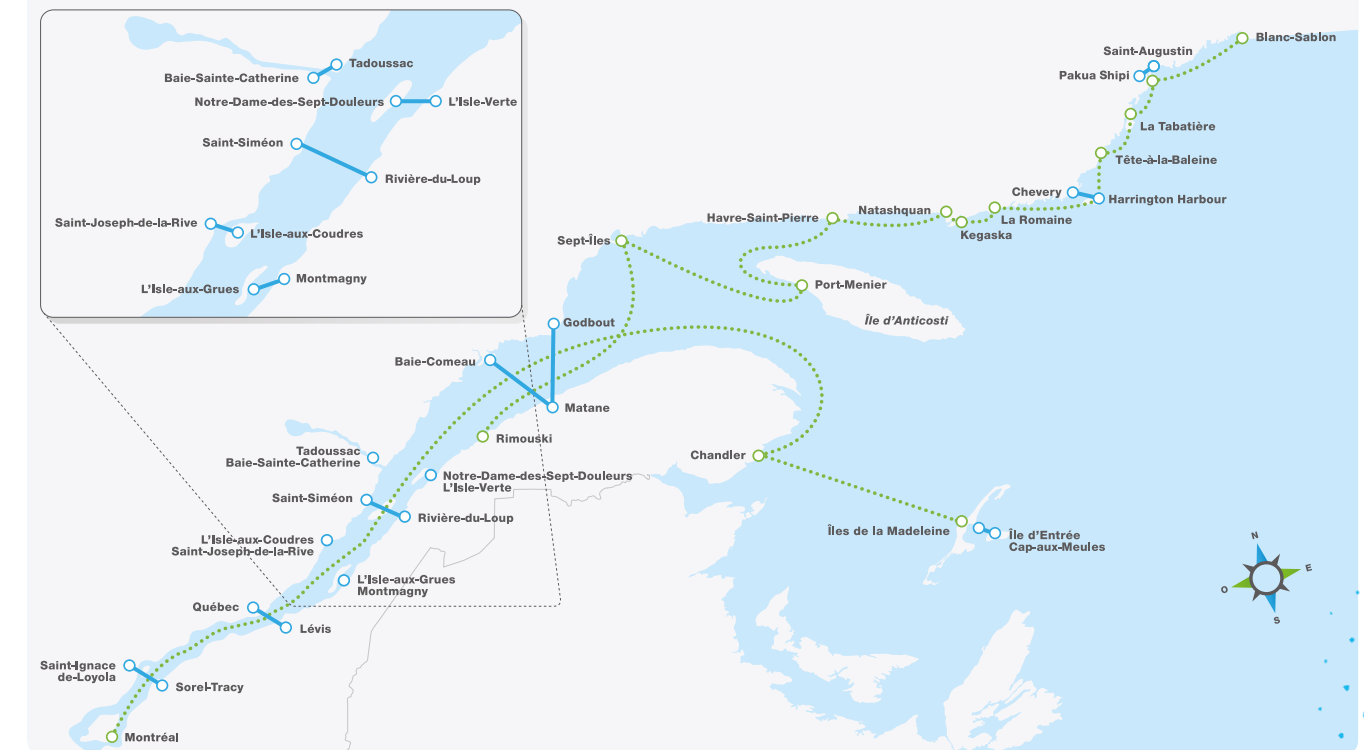 Tadoussac
Baie-Sainte-Catherine
Notre-Dame-des-Sept-Douleurs
L'Isle-Verte
Saint-Siméon
Rivière-du-Loup
Saint-Joseph-de-la-Rive
L'Isle-aux-Coudres
Montmagny
L'Isle-aux-Grues
Blanc-Sablon
Saint-Augustin
Pakua Shipi
La Tabatière
Tête-à-la-Baleine
Chevery
Harrington Harbour
Havre-Saint-Pierre
Natashquan
La Romaine
Kegaska
Sept-Îles
Port-Menier
Île d'Anticosti
Godbout
Baie-Comeau
Matane
Rimouski
Chandler
Tadoussac
Baie-Sainte-Catherine
Notre-Dame-des-Sept-Douleurs
L'Isle-Verte
Saint-Siméon
Rivière-du-Loup
Îles de la Madeleine
Île d'Entrée
Cap-aux-Meules
L'Isle-aux-Coudres
Saint-Joseph-de-la-Rive
L'Isle-aux-Grues
Montmagny
Québec
Lévis
Saint-Ignace
de-Loyola
Sorel-Tracy
Montréal
N
E
O
S